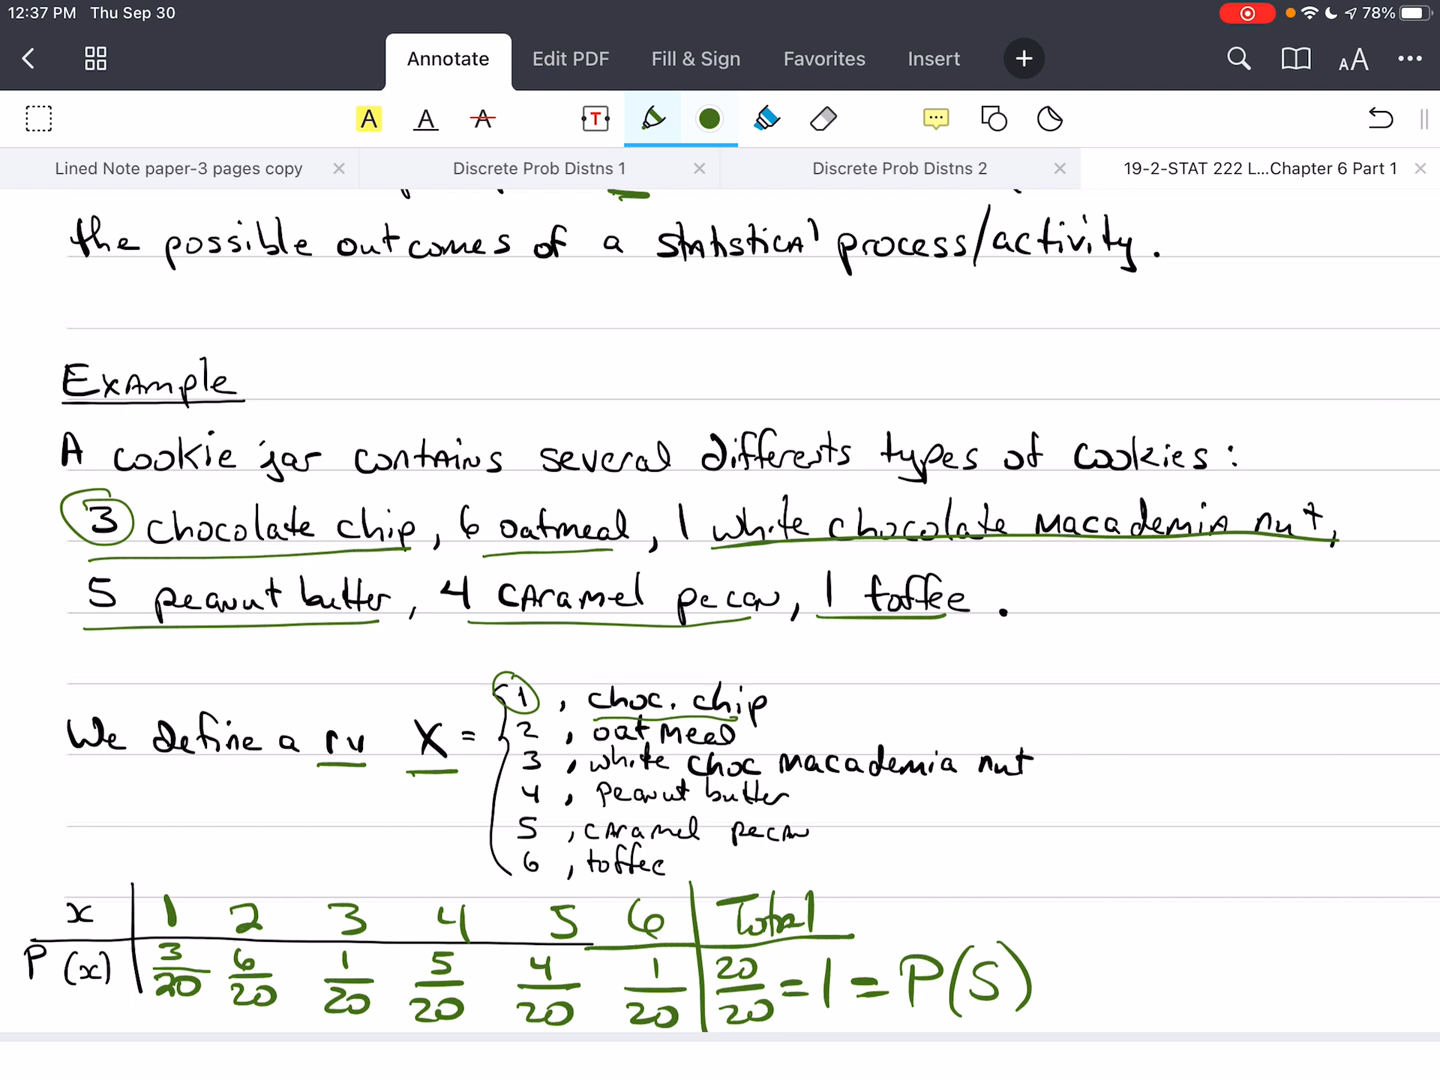 12:37 PM Thu Sep 30 78%
Annotate Edit PDF Fill & Sign Favorites Insert
Lined Note paper-3 pages copy Discrete Prob Distns 1 Discrete Prob Distns 2 19-2-STAT 222 L...Chapter 6 Part 1
the possible outcomes of a statistical process/activity.
Example
A cookie jar contains several differents types of cookies:
3 chocolate chip, 6 oatmeal, 1 white chocolate macademia nut,
5 peanut butter, 4 caramel pecan, 1 toffee.
We define a rv X = { 1, choc. chip
2, oatmeal
3, white choc macademia nut
4, peanut butter
5, caramel pecan
6, toffee
x 1 2 3 4 5 6 Total
P(x) 3/20 6/20 1/20 5/20 4/20 1/20 20/20 = 1 = P(S)